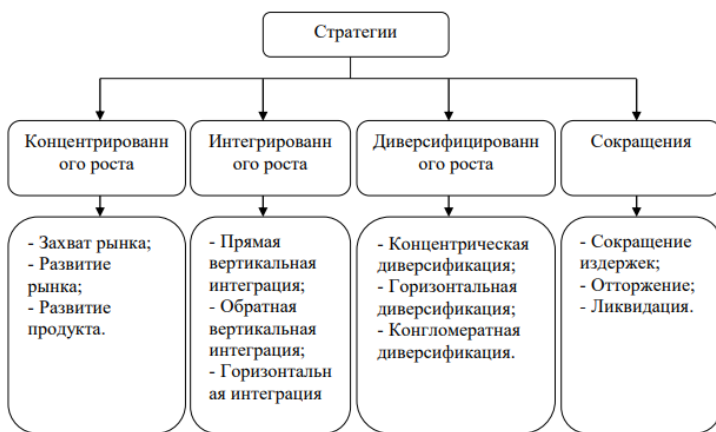 Стратегии
Концентрированн
ого роста
Интегрированн
ого роста
Диверсифицированн
ого роста
Сокращения
- Захват рынка;
- Развитие
рынка;
- Развитие
продукта.
- Прямая
вертикальная
интеграция;
- Обратная
вертикальная
интеграция;
- Горизонтальн
ая интеграция
- Концентрическая
диверсификация;
- Горизонтальная
диверсификация;
- Конгломератная
диверсификация.
- Сокращение
издержек;
- Отторжение;
- Ликвидация.